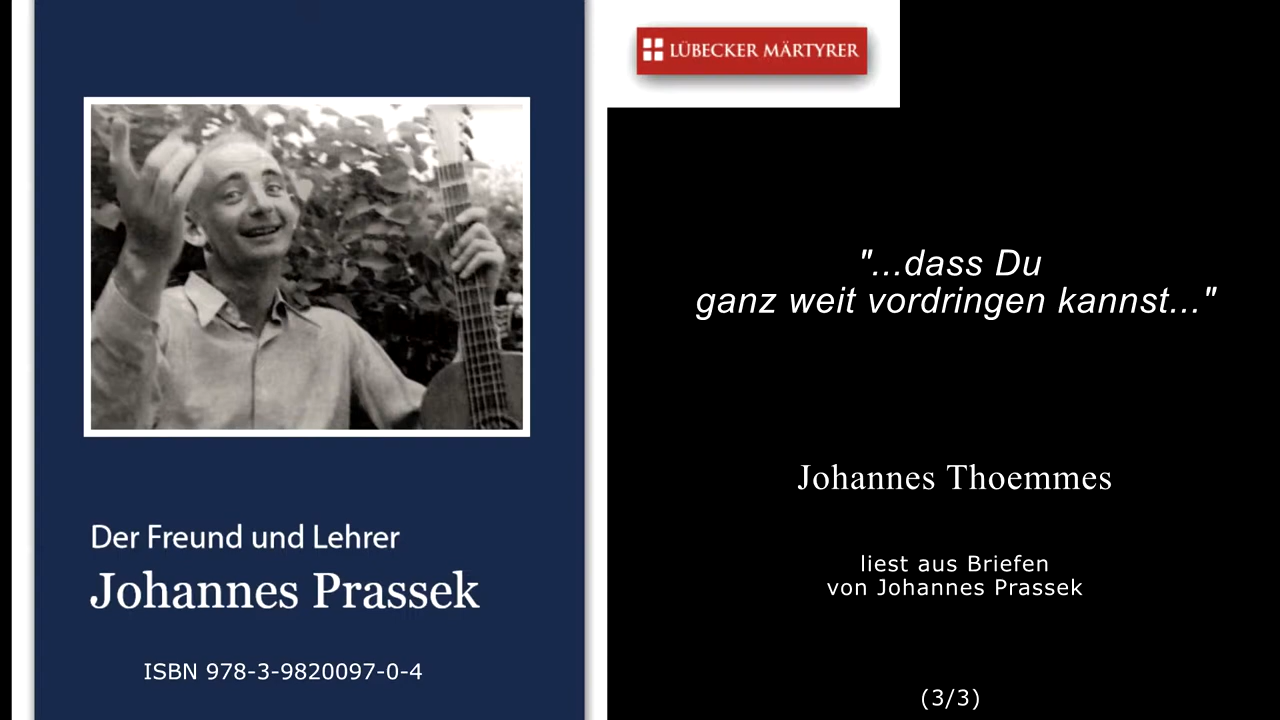 Der Freund und Lehrer
Johannes Prassek
ISBN 978-3-9820097-0-4
LÜBECKER MÄRTYRER
"...dass Du
ganz weit vordringen kannst..."
Johannes Thoemmes
liest aus Briefen
von Johannes Prassek
(3/3)